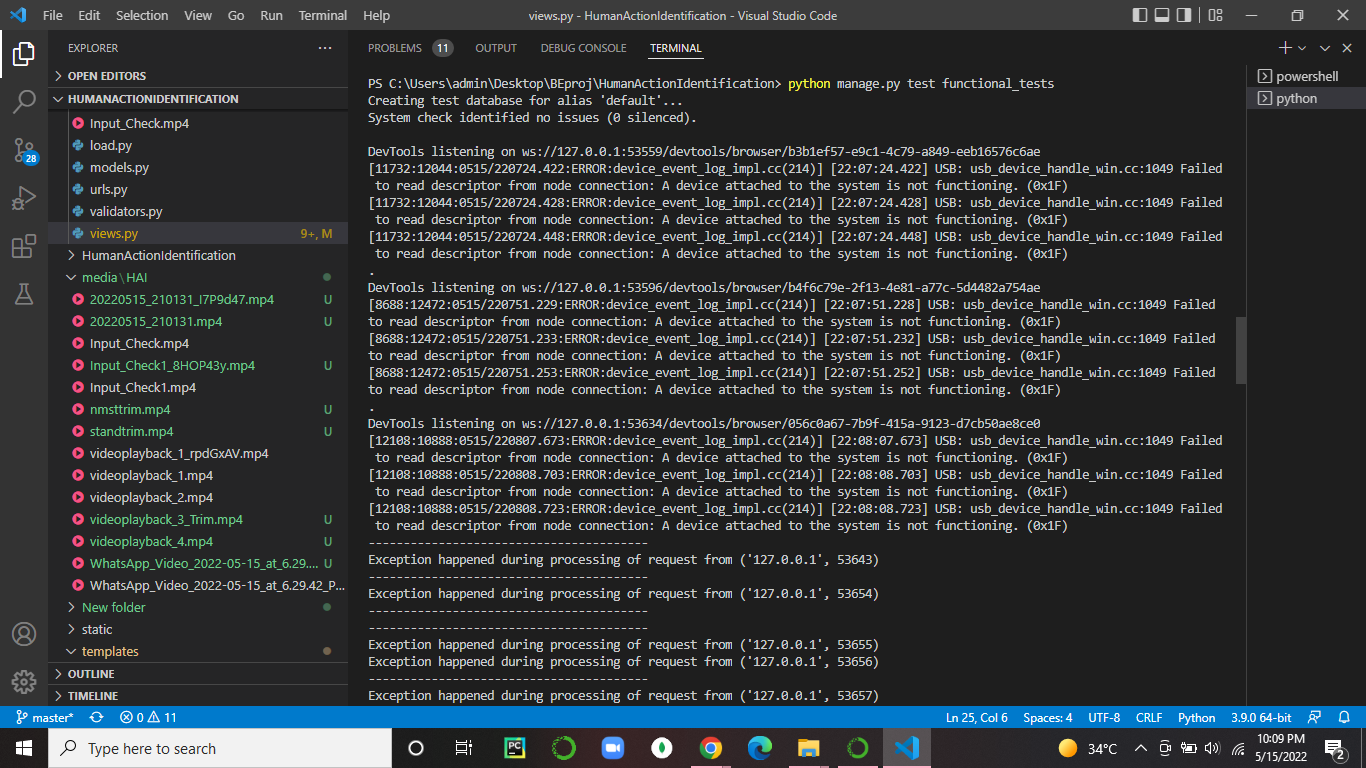 File Edit Selection View Go Run Terminal Help
views.py - HumanActionIdentification - Visual Studio Code
EXPLORER
OPEN EDITORS
HUMANACTIONIDENTIFICATION
Input_Check.mp4
load.py
models.py
urls.py
validators.py
views.py 9+, M
HumanActionIdentification
media\HAI
20220515_210131_I7P9d47.mp4 U
20220515_210131.mp4 U
Input_Check.mp4
Input_Check1_8HOP43y.mp4 U
Input_Check1.mp4
nmsttrim.mp4 U
standtrim.mp4 U
videoplayback_1_rpdGxAV.mp4
videoplayback_1.mp4
videoplayback_2.mp4
videoplayback_3_Trim.mp4 U
videoplayback_4.mp4 U
WhatsApp_Video_2022-05-15_at_6.29.... U
WhatsApp_Video_2022-05-15_at_6.29.42_P...
New folder
static
templates
OUTLINE
TIMELINE
28
PROBLEMS 11 OUTPUT DEBUG CONSOLE TERMINAL
PS C:\Users\admin\Desktop\BEproj\HumanActionIdentification> python manage.py test functional_tests
Creating test database for alias 'default'...
System check identified no issues (0 silenced).
DevTools listening on ws://127.0.0.1:53559/devtools/browser/b3b1ef57-e9c1-4c79-a849-eeb16576c6ae
[11732:12044:0515/220724.422:ERROR:device_event_log_impl.cc(214)] [22:07:24.422] USB: usb_device_handle_win.cc:1049 Failed
to read descriptor from node connection: A device attached to the system is not functioning. (0x1F)
[11732:12044:0515/220724.428:ERROR:device_event_log_impl.cc(214)] [22:07:24.428] USB: usb_device_handle_win.cc:1049 Failed
to read descriptor from node connection: A device attached to the system is not functioning. (0x1F)
[11732:12044:0515/220724.448:ERROR:device_event_log_impl.cc(214)] [22:07:24.448] USB: usb_device_handle_win.cc:1049 Failed
to read descriptor from node connection: A device attached to the system is not functioning. (0x1F)
.
DevTools listening on ws://127.0.0.1:53596/devtools/browser/b4f6c79e-2f13-4e81-a77c-5d4482a754ae
[8688:12472:0515/220751.229:ERROR:device_event_log_impl.cc(214)] [22:07:51.228] USB: usb_device_handle_win.cc:1049 Failed
to read descriptor from node connection: A device attached to the system is not functioning. (0x1F)
[8688:12472:0515/220751.233:ERROR:device_event_log_impl.cc(214)] [22:07:51.232] USB: usb_device_handle_win.cc:1049 Failed
to read descriptor from node connection: A device attached to the system is not functioning. (0x1F)
[8688:12472:0515/220751.253:ERROR:device_event_log_impl.cc(214)] [22:07:51.252] USB: usb_device_handle_win.cc:1049 Failed
to read descriptor from node connection: A device attached to the system is not functioning. (0x1F)
.
DevTools listening on ws://127.0.0.1:53634/devtools/browser/056c0a67-7b9f-415a-9123-d7cb50ae8ce0
[12108:10888:0515/220807.673:ERROR:device_event_log_impl.cc(214)] [22:08:07.673] USB: usb_device_handle_win.cc:1049 Failed
to read descriptor from node connection: A device attached to the system is not functioning. (0x1F)
[12108:10888:0515/220808.703:ERROR:device_event_log_impl.cc(214)] [22:08:08.703] USB: usb_device_handle_win.cc:1049 Failed
to read descriptor from node connection: A device attached to the system is not functioning. (0x1F)
[12108:10888:0515/220808.723:ERROR:device_event_log_impl.cc(214)] [22:08:08.723] USB: usb_device_handle_win.cc:1049 Failed
to read descriptor from node connection: A device attached to the system is not functioning. (0x1F)
----------------------------------------
Exception happened during processing of request from ('127.0.0.1', 53643)
----------------------------------------
Exception happened during processing of request from ('127.0.0.1', 53654)
----------------------------------------
----------------------------------------
Exception happened during processing of request from ('127.0.0.1', 53655)
Exception happened during processing of request from ('127.0.0.1', 53656)
----------------------------------------
Exception happened during processing of request from ('127.0.0.1', 53657)
powershell
python
master* 0 11
Ln 25, Col 6 Spaces: 4 UTF-8 CRLF Python 3.9.0 64-bit
Type here to search
PC
34°C
10:09 PM
5/15/2022
2